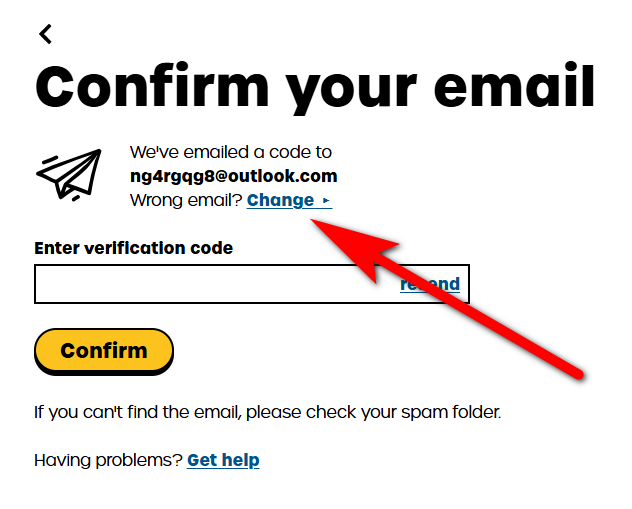 Confirm your email
We've emailed a code to
ng4rgqg8@outlook.com
Wrong email? Change ▸
Enter verification code
resend
Confirm
If you can't find the email, please check your spam folder.
Having problems? Get help